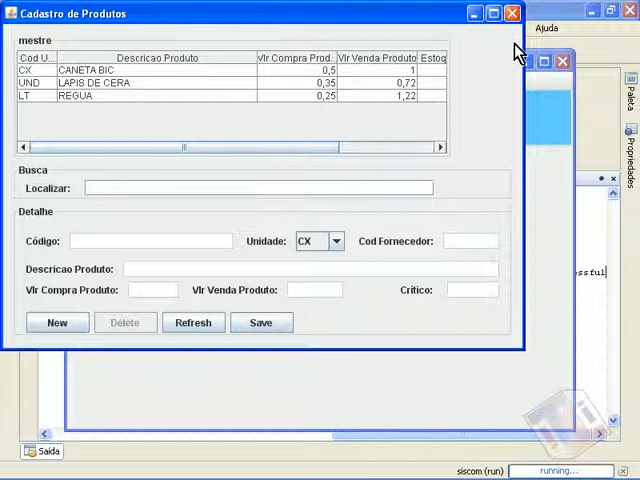 Cadastro de Produtos
Ajuda
mestre
Cod U... Descricao Produto Vlr Compra Prod... Vlr Venda Produto Estoq
CX CANETA BIC 0,5 1
UND LAPIS DE CERA 0,35 0,72
LT REGUA 0,25 1,22
Paleta
Propriedades
Busca
Localizar:
Detalhe
Código: Unidade: CX Cod Fornecedor:
Descricao Produto:
essful
Vlr Compra Produto: Vlr Venda Produto: Critico:
New Delete Refresh Save
Saída
siscom (run) running...